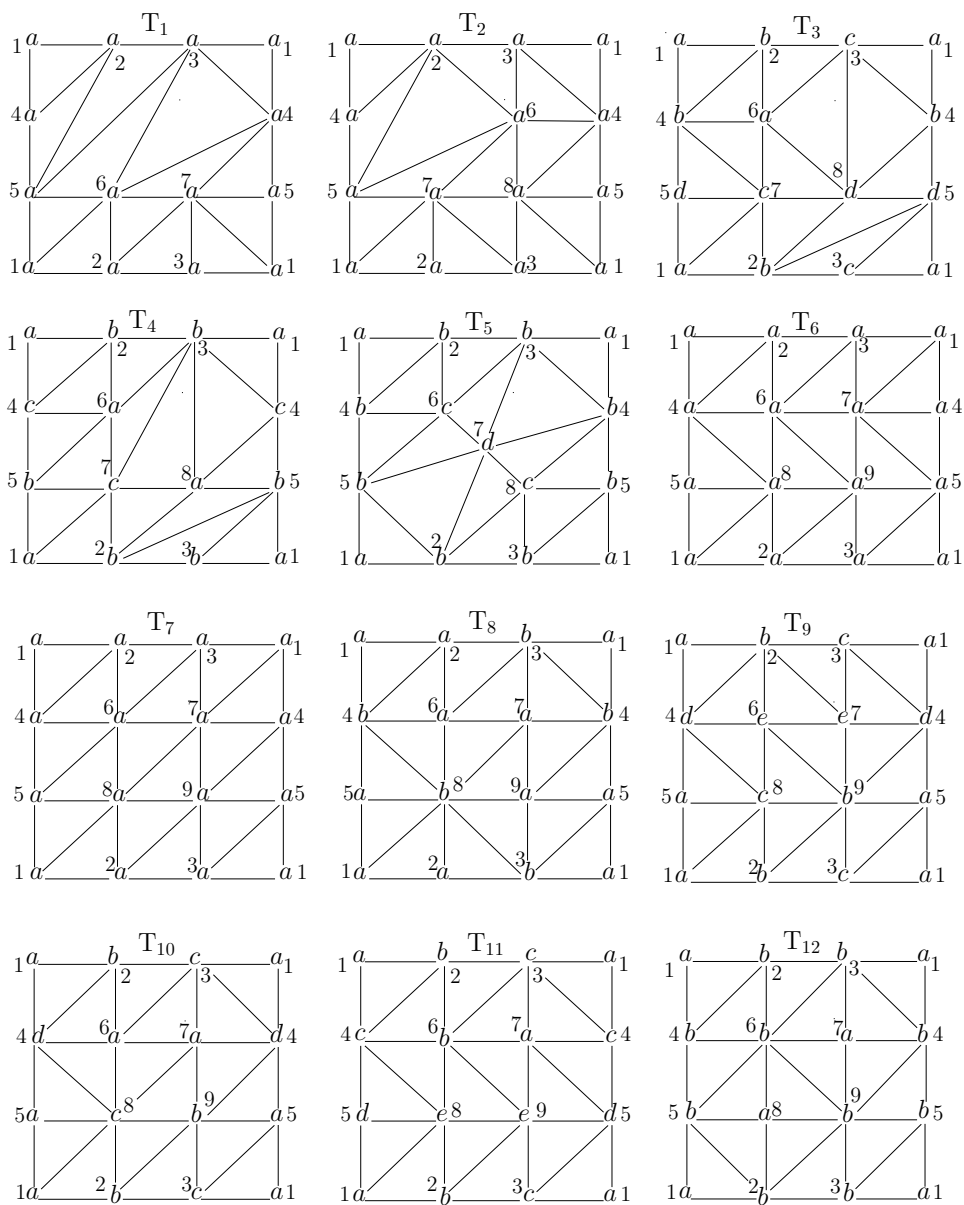 T₁ T₂ T₃
1 a a 2 a 3 a 1 1 a a 2 a 3 a 1 1 a b 2 c 3 a 1
4 a a 4 4 a a 6 a 4 4 b 6 a b 4
5 a 6 a 7 a a 5 5 a 7 a 8 a a 5 5 d c 7 8 d d 5
1 a 2 a 3 a a 1 1 a 2 a a 3 a 1 1 a 2 b 3 c a 1
T₄ T₅ T₆
1 a b 2 b 3 a 1 1 a b 2 b 3 a 1 1 a a 2 a 3 a 1
4 c 6 a c 4 4 b 6 c b 4 4 a 6 a 7 a a 4
7 d
5 b 7 c 8 a b 5 5 b 8 c b 5 5 a a 8 a 9 a 5
1 a 2 b 3 b a 1 1 a 2 b 3 b a 1 1 a 2 a 3 a a 1
T₇ T₈ T₉
1 a a 2 a 3 a 1 1 a a 2 b 3 a 1 1 a b 2 3 c a 1
4 a 6 a 7 a a 4 4 b 6 a 7 a b 4 4 d 6 e e 7 d 4
5 a 8 a 9 a a 5 5 a b 8 9 a a 5 5 a c 8 b 9 a 5
1 a 2 a 3 a a 1 1 a 2 a 3 b a 1 1 a 2 b 3 c a 1
T₁₀ T₁₁ T₁₂
1 a b 2 c 3 a 1 1 a b 2 c 3 a 1 1 a b 2 b 3 a 1
4 d 6 a 7 a d 4 4 c 6 b 7 a c 4 4 b 6 b 7 a b 4
5 a c 8 b 9 a 5 5 d e 8 e 9 d 5 5 b a 8 b 9 b 5
1 a 2 b 3 c a 1 1 a 2 b 3 c a 1 1 a 2 b 3 b a 1